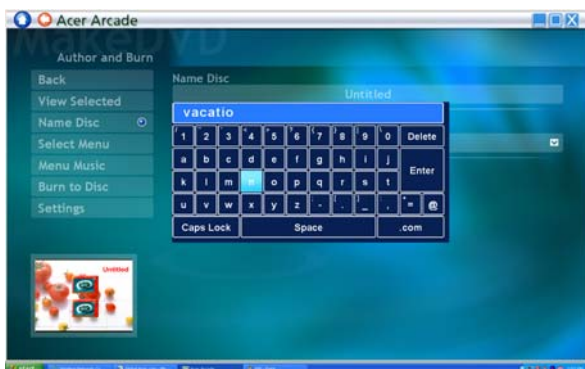 Acer Arcade
MakeDVD
Author and Burn
Back
View Selected
Name Disc
Select Menu
Menu Music
Burn to Disc
Settings
Name Disc
Untitled
vacatio
1 2 3 4 5 6 7 8 9 0 Delete
a b c d e f g h i j
Enter
k l m n o p q r s t
u v w x y z - . _ , = @
Caps Lock Space .com
Untitled
start